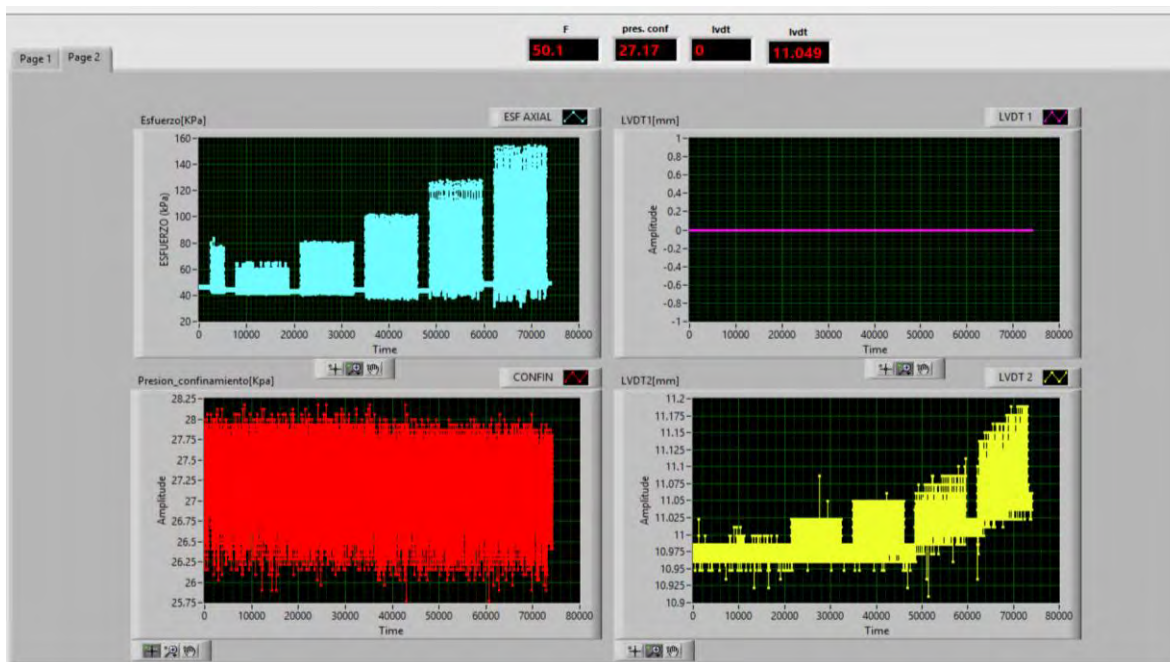 F pres. conf lvdt lvdt
50.1 27.17 0 11.049
Page 1 Page 2
Esfuerzo[KPa] ESF AXIAL
160
140
120
100
80
60
40
20
ESFUERZO (kPa)
0 10000 20000 30000 40000 50000 60000 70000 80000
Time
LVDT1[mm] LVDT 1
1
0.8
0.6
0.4
0.2
0
-0.2
-0.4
-0.6
-0.8
-1
Amplitude
0 10000 20000 30000 40000 50000 60000 70000 80000
Time
Presion_confinamiento[Kpa] CONFIN
28.25
28
27.75
27.5
27.25
27
26.75
26.5
26.25
26
25.75
Amplitude
0 10000 20000 30000 40000 50000 60000 70000 80000
Time
LVDT2[mm] LVDT 2
11.2
11.175
11.15
11.125
11.1
11.075
11.05
11.025
11
10.975
10.95
10.925
10.9
Amplitude
0 10000 20000 30000 40000 50000 60000 70000 80000
Time